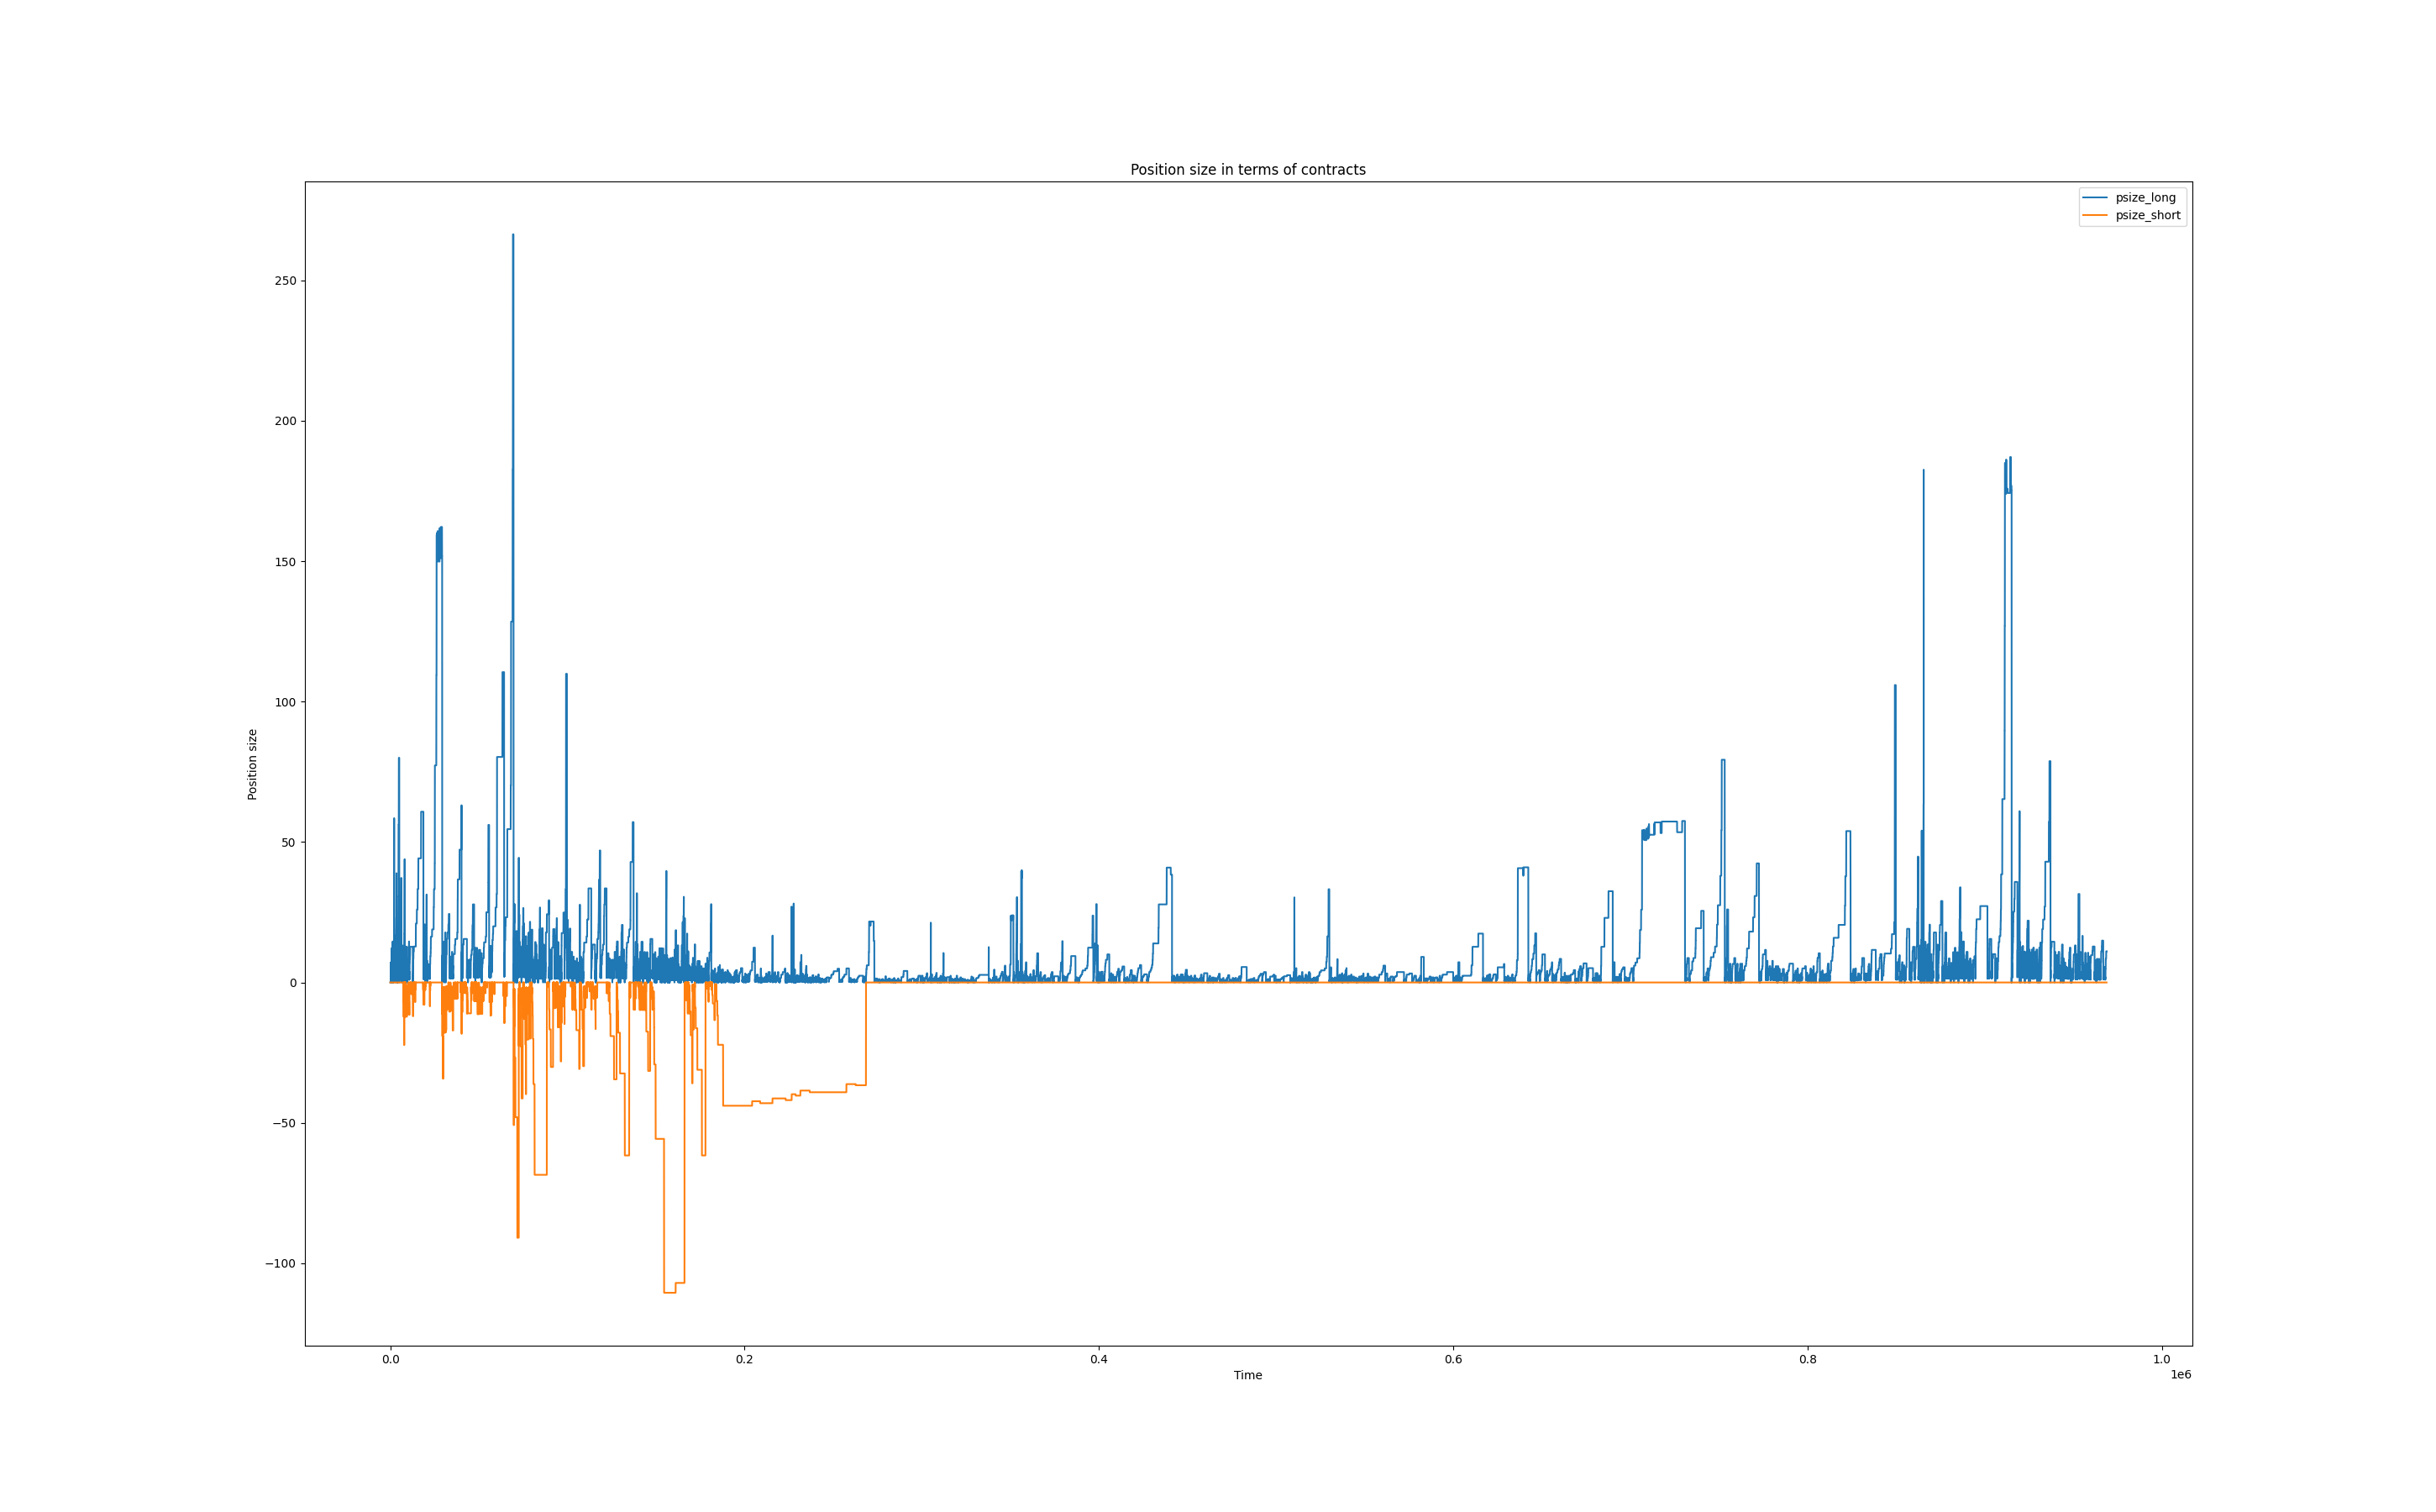 Position size in terms of contracts
psize_long
psize_short
Position size
250
200
150
100
50
0
−50
−100
0.0
0.2
0.4
0.6
0.8
1.0
1e6
Time